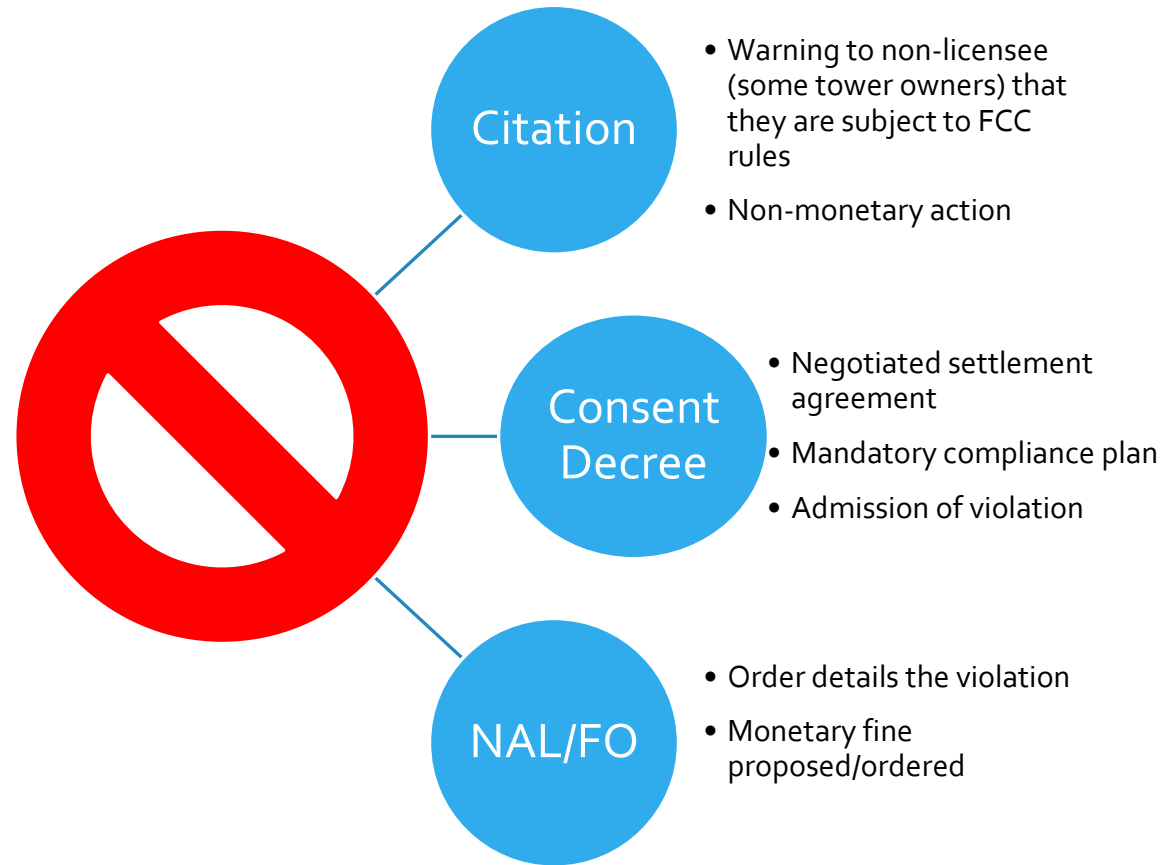 Citation
• Warning to non-licensee
(some tower owners) that
they are subject to FCC
rules
• Non-monetary action
Consent
Decree
• Negotiated settlement
agreement
• Mandatory compliance plan
• Admission of violation
NAL/FO
• Order details the violation
• Monetary fine
proposed/ordered